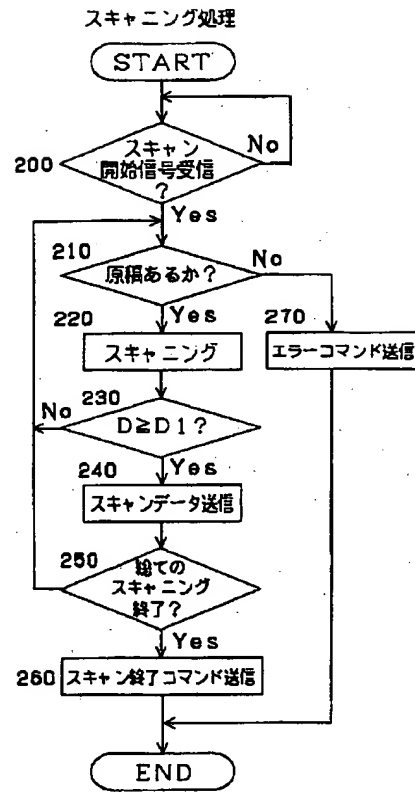 スキャニング処理
START
200
スキャン
開始信号受信
?
No
Yes
210
原稿あるか?
No
Yes
220
スキャニング
270
エラーコマンド送信
230
No
D≧D1?
Yes
240
スキャンデータ送信
250
総ての
スキャニング
終了?
Yes
260
スキャン終了コマンド送信
END